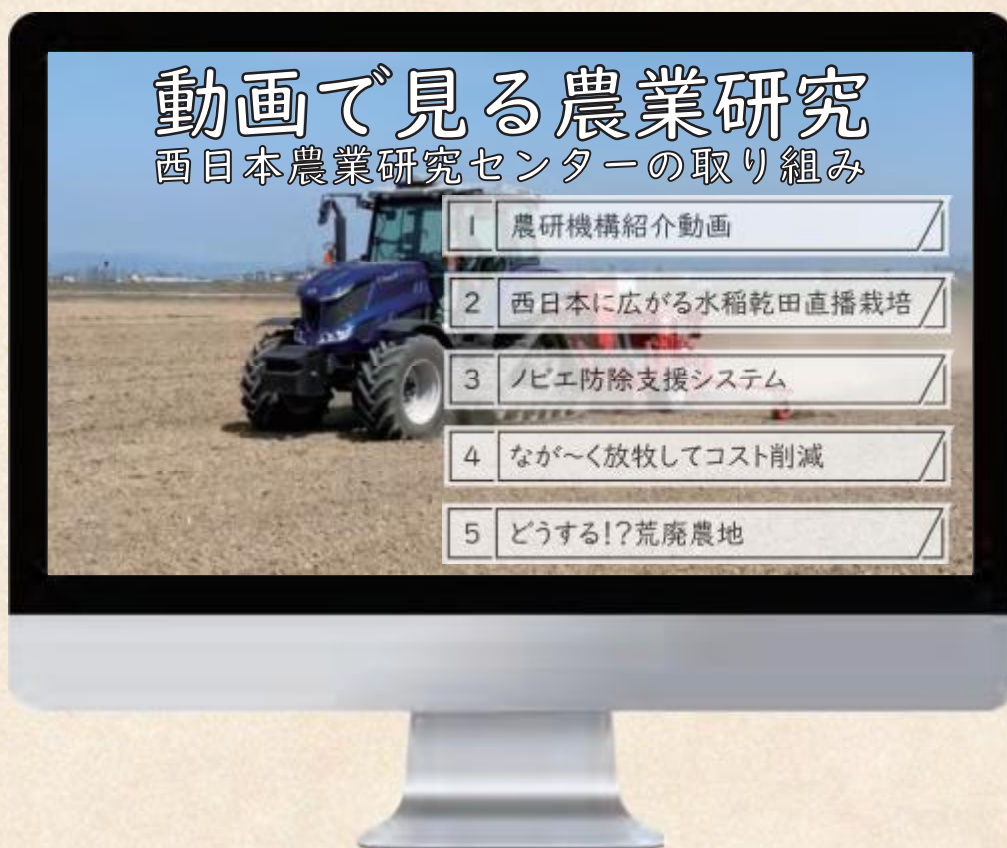 動画で見る農業研究
西日本農業研究センターの取り組み
1 農研機構紹介動画
2 西日本に広がる水稲乾田直播栽培
3 ノビエ防除支援システム
4 なが～く放牧してコスト削減
5 どうする!?荒廃農地